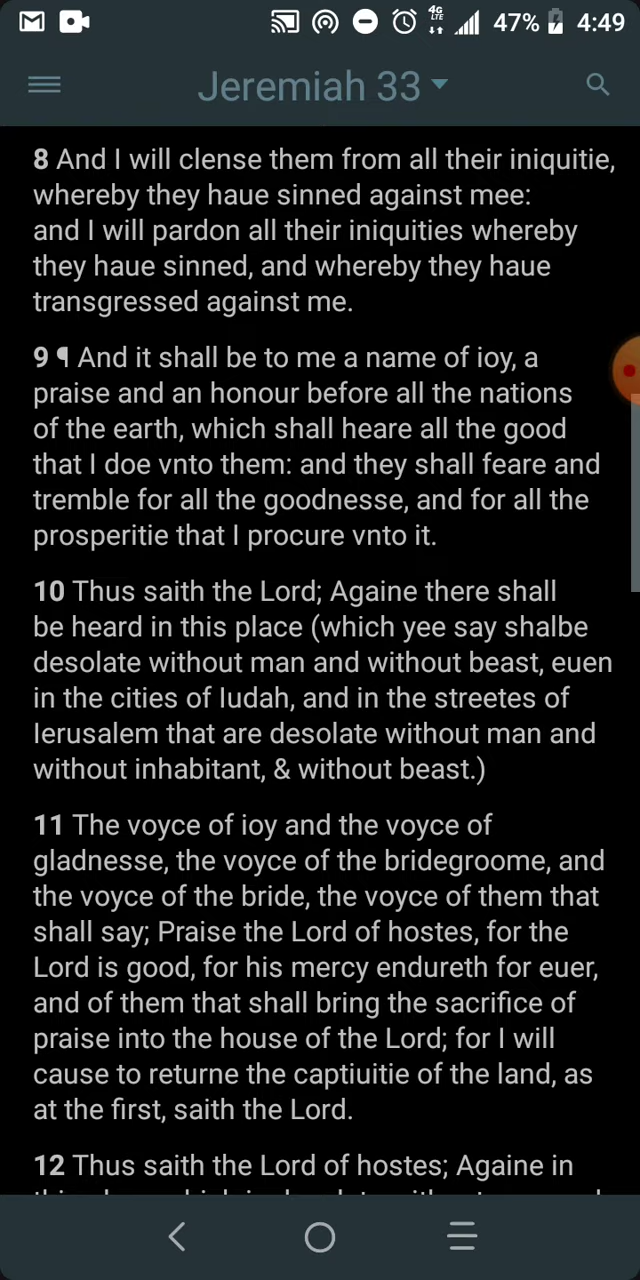 4G
LTE
47%
4:49
Jeremiah 33
8 And I will clense them from all their iniquitie,
whereby they haue sinned against mee:
and I will pardon all their iniquities whereby
they haue sinned, and whereby they haue
transgressed against me.
9 ¶ And it shall be to me a name of ioy, a
praise and an honour before all the nations
of the earth, which shall heare all the good
that I doe vnto them: and they shall feare and
tremble for all the goodnesse, and for all the
prosperitie that I procure vnto it.
10 Thus saith the Lord; Againe there shall
be heard in this place (which yee say shalbe
desolate without man and without beast, euen
in the cities of Iudah, and in the streetes of
Ierusalem that are desolate without man and
without inhabitant, & without beast.)
11 The voyce of ioy and the voyce of
gladnesse, the voyce of the bridegroome, and
the voyce of the bride, the voyce of them that
shall say; Praise the Lord of hostes, for the
Lord is good, for his mercy endureth for euer,
and of them that shall bring the sacrifice of
praise into the house of the Lord; for I will
cause to returne the captiuitie of the land, as
at the first, saith the Lord.
12 Thus saith the Lord of hostes; Againe in